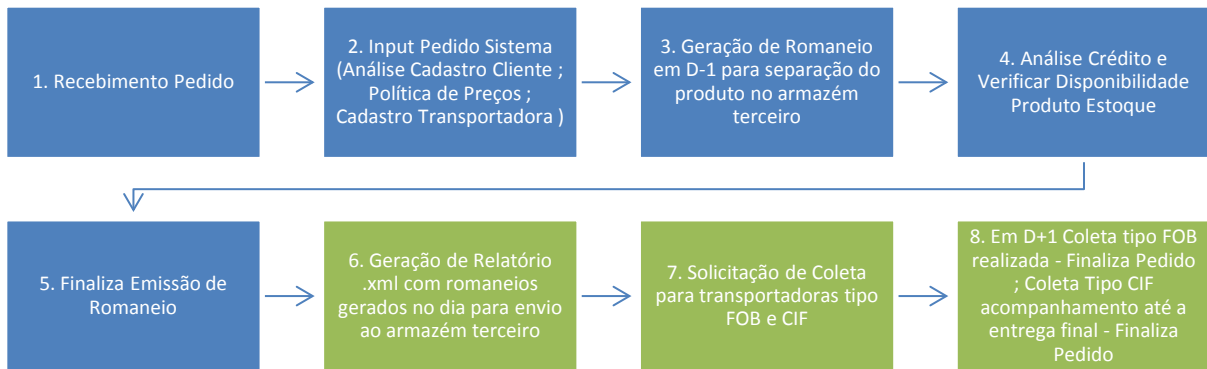 1. Recebimento Pedido
2. Input Pedido Sistema
(Análise Cadastro Cliente ;
Política de Preços ;
Cadastro Transportadora )
3. Geração de Romaneio
em D-1 para separação do
produto no armazém
terceiro
4. Análise Crédito e
Verificar Disponibilidade
Produto Estoque
5. Finaliza Emissão de
Romaneio
6. Geração de Relatório
.xml com romaneios
gerados no dia para envio
ao armazém terceiro
7. Solicitação de Coleta
para transportadoras tipo
FOB e CIF
8. Em D+1 Coleta tipo FOB
realizada - Finaliza Pedido
; Coleta Tipo CIF
acompanhamento até a
entrega final - Finaliza
Pedido